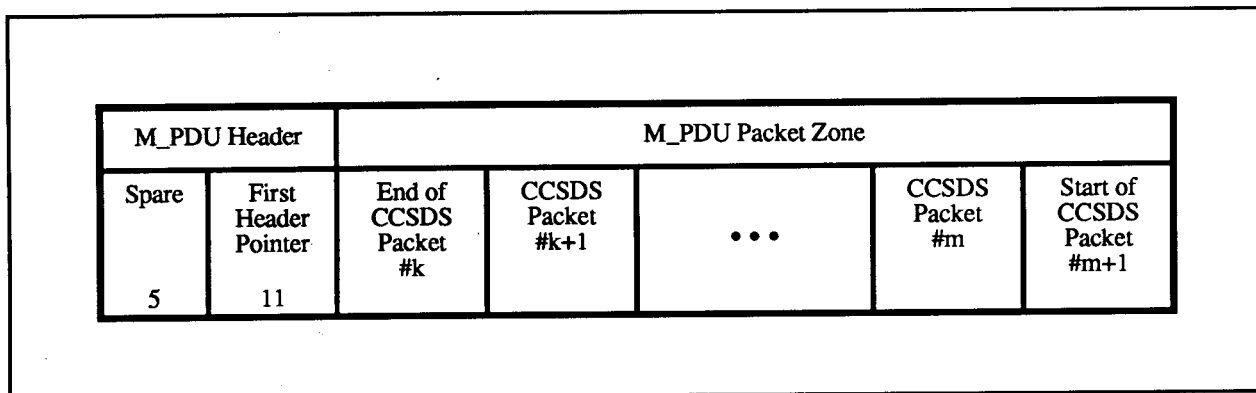 M_PDU Header
M_PDU Packet Zone
Spare
5
First
Header
Pointer
11
End of
CCSDS
Packet
#k
CCSDS
Packet
#k+1
• • •
CCSDS
Packet
#m
Start of
CCSDS
Packet
#m+1